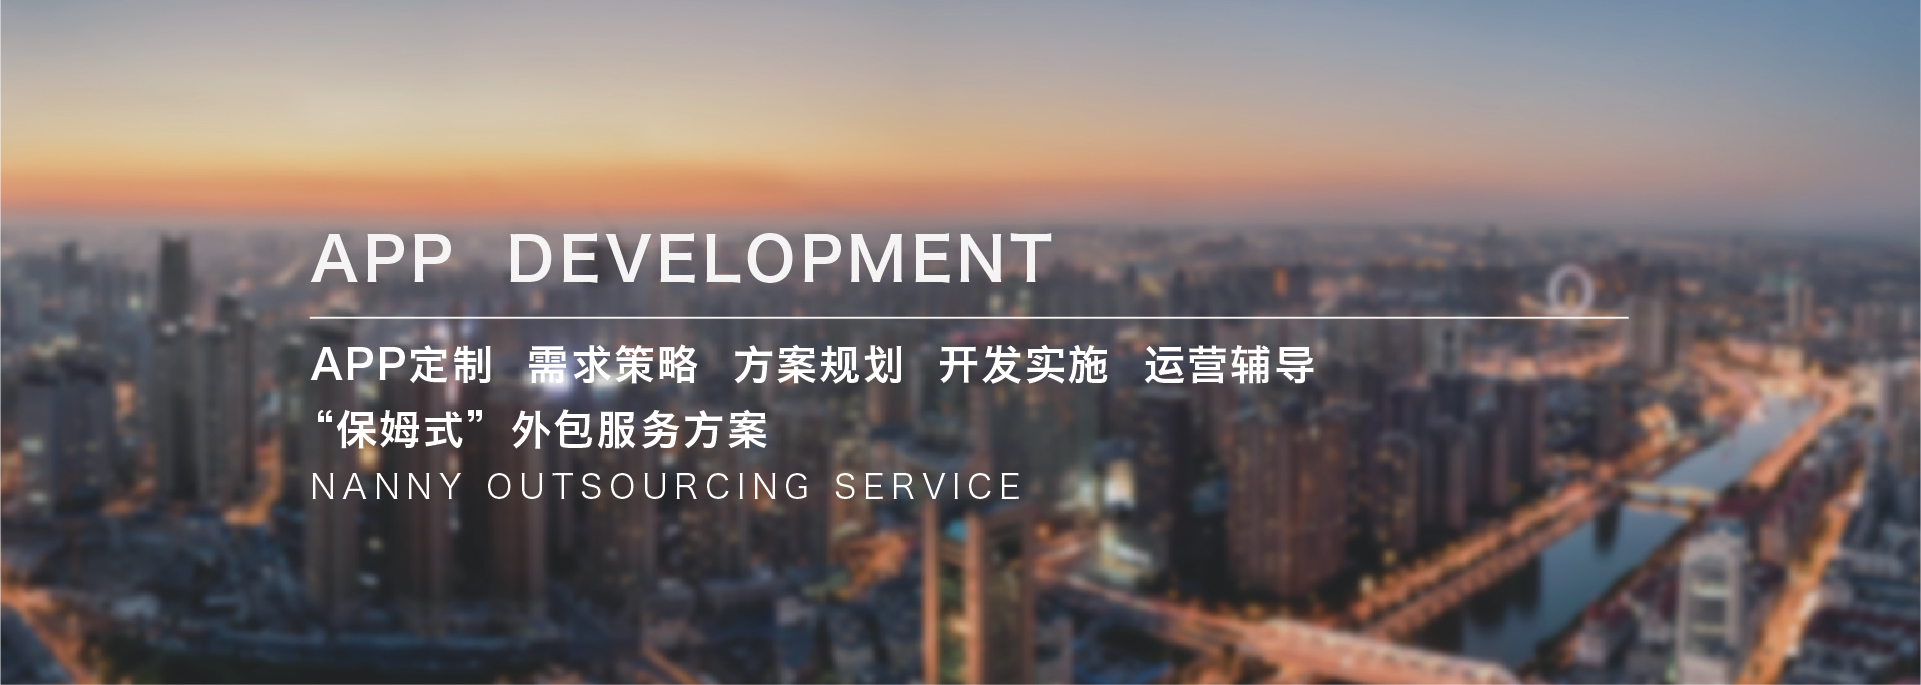 APP DEVELOPMENT
APP定制 需求策略 方案规划 开发实施 运营辅导
“保姆式”外包服务方案
NANNY OUTSOURCING SERVICE